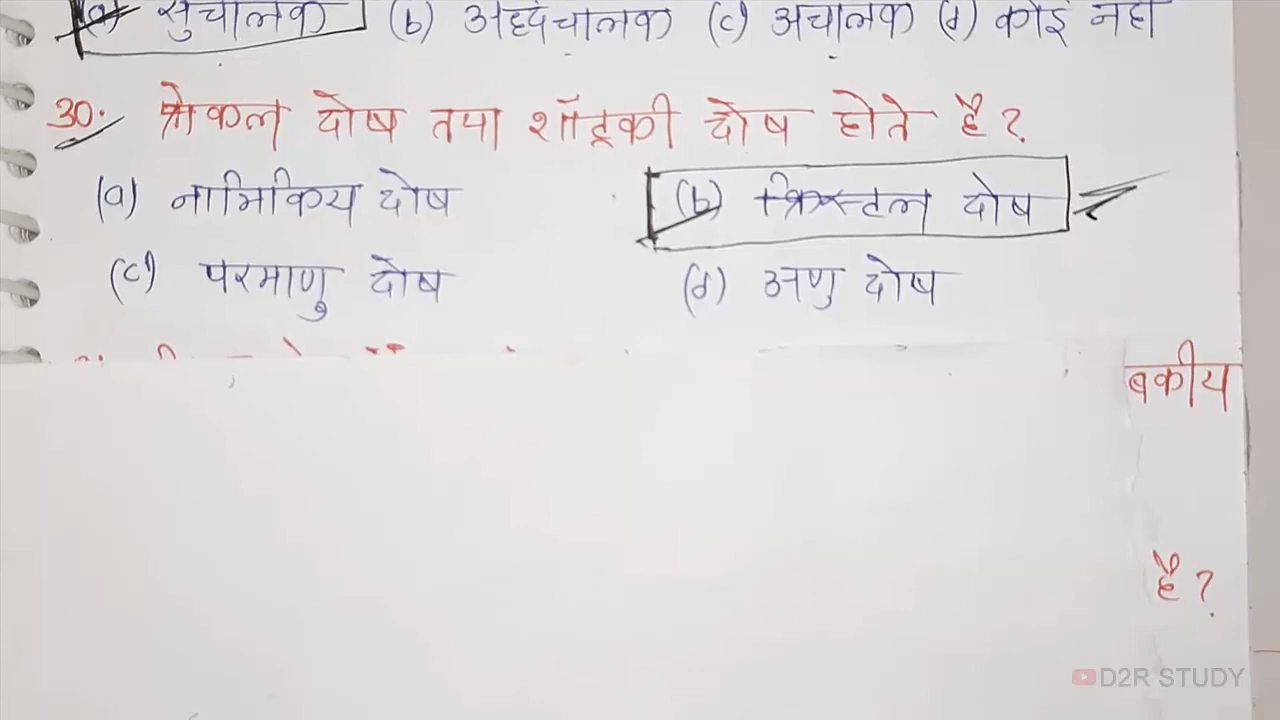 (a) सुचालक (b) अर्द्धचालक (c) अचालक (d) कोई नहीं
30. फ्रेंकल दोष तथा शॉट्की दोष होते है?
(a) नाभिकिय दोष (b) क्रिस्टल दोष
(c) परमाणु दोष (d) अणु दोष
बकीय
है?
D2R STUDY